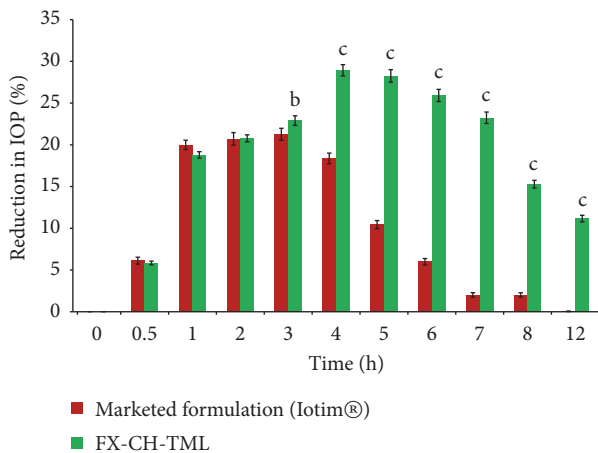 35
30
25
20
15
10
5
0
Reduction in IOP (%)
b
c
c
c
c
c
c
0 0.5 1 2 3 4 5 6 7 8 12
Time (h)
Marketed formulation (Iotim®)
FX-CH-TML